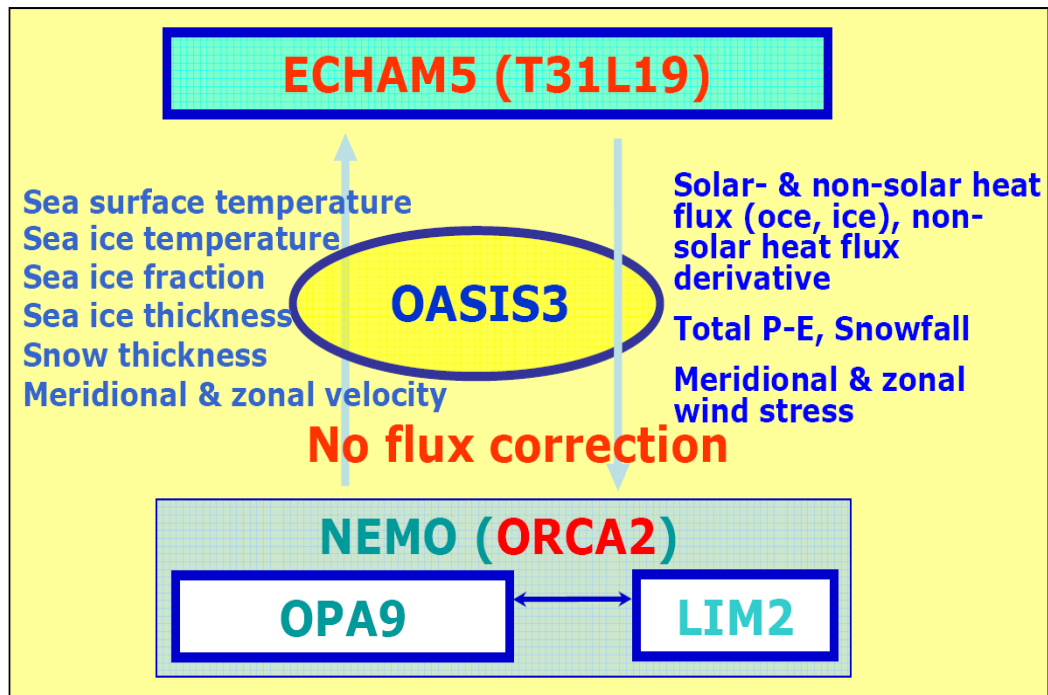 ECHAM5 (T31L19)
Sea surface temperature
Sea ice temperature
Sea ice fraction
Sea ice thickness
Snow thickness
Meridional & zonal velocity
OASIS3
Solar- & non-solar heat
flux (oce, ice), non-
solar heat flux
derivative
Total P-E, Snowfall
Meridional & zonal
wind stress
No flux correction
NEMO (ORCA2)
OPA9
LIM2